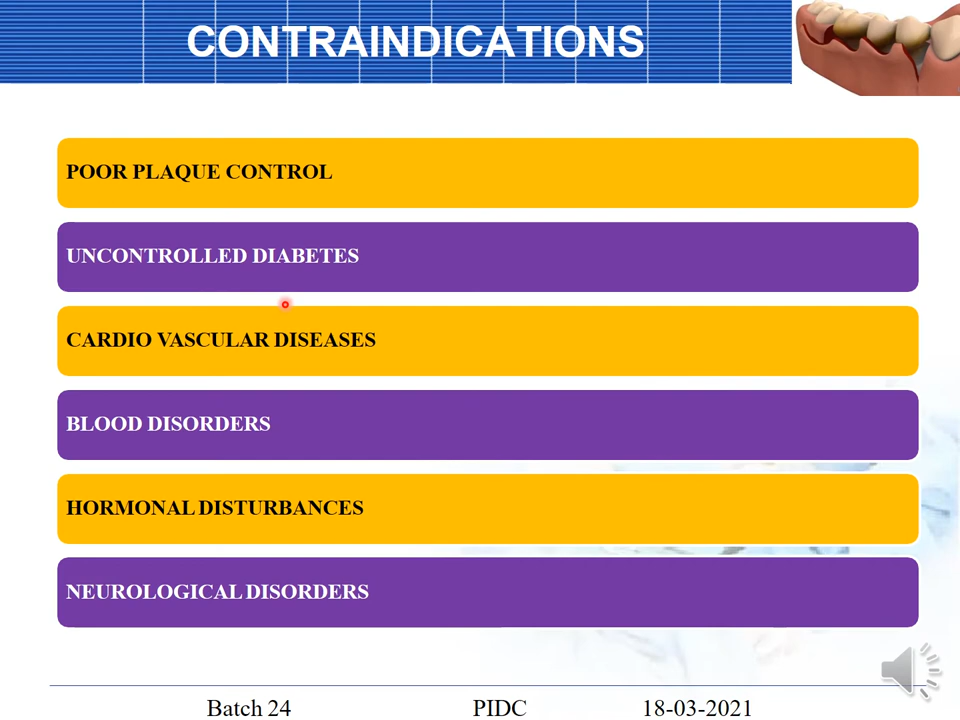 CONTRAINDICATIONS
POOR PLAQUE CONTROL
UNCONTROLLED DIABETES
CARDIO VASCULAR DISEASES
BLOOD DISORDERS
HORMONAL DISTURBANCES
NEUROLOGICAL DISORDERS
Batch 24 PIDC 18-03-2021